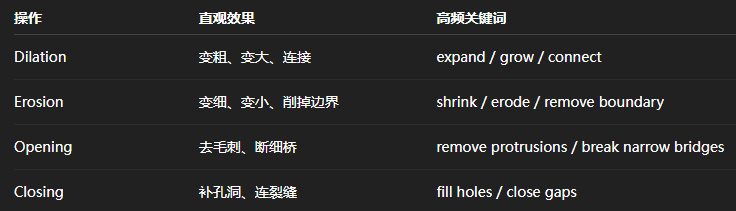 操作 直观效果 高频关键词
Dilation 变粗、变大、连接 expand / grow / connect
Erosion 变细、变小、削掉边界 shrink / erode / remove boundary
Opening 去毛刺、断细桥 remove protrusions / break narrow bridges
Closing 补孔洞、连裂缝 fill holes / close gaps